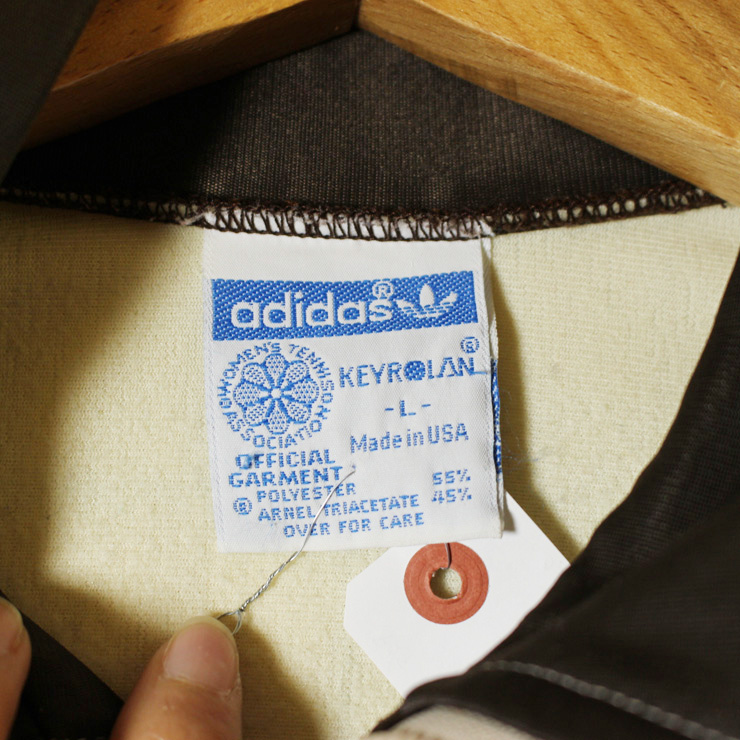 adidas®
WOMEN'S TENNIS ASSOCIATION
KEYROLAN®
-L-
Made in USA
OFFICIAL
GARMENT
POLYESTER 55%
® ARNEL TRIACETATE 45%
OVER FOR CARE